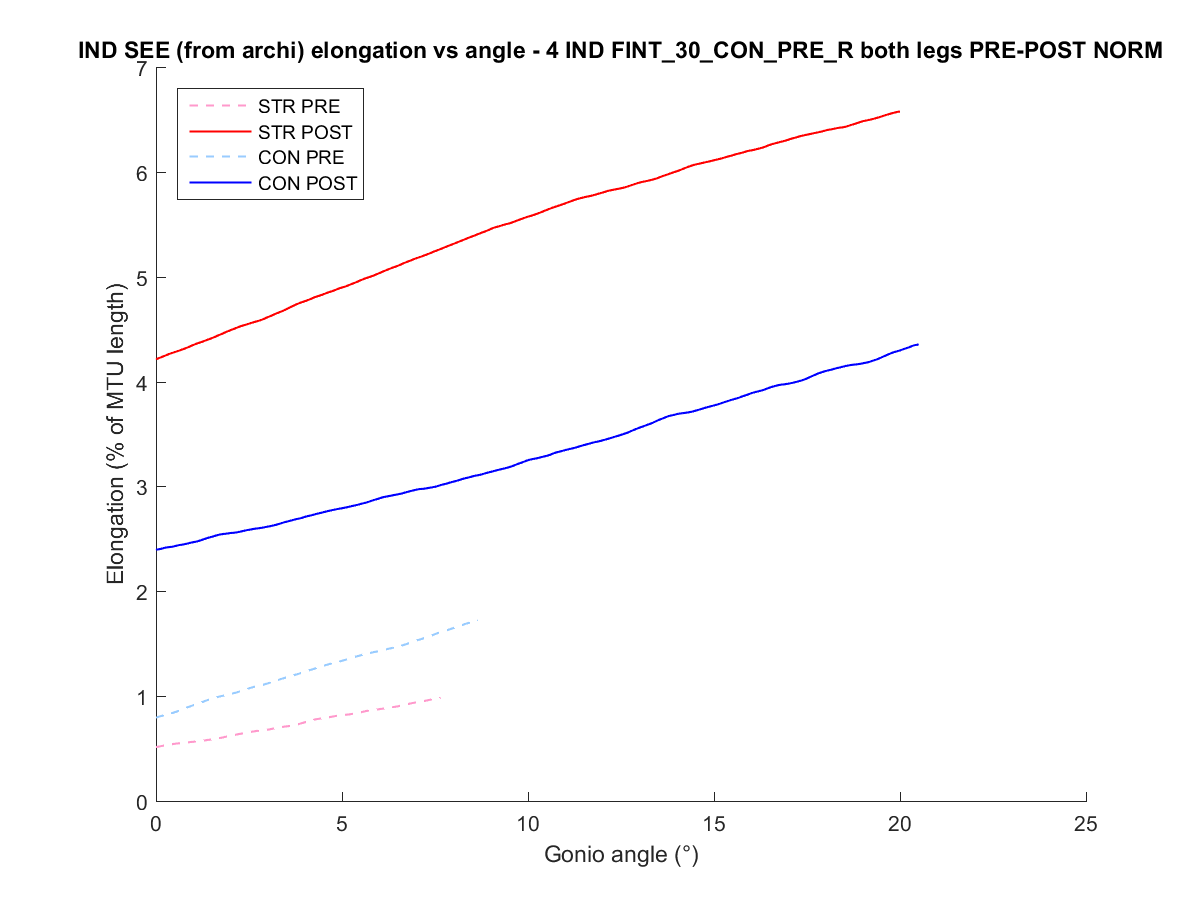 IND SEE (from archi) elongation vs angle - 4 IND FINT_30_CON_PRE_R both legs PRE-POST NORM
STR PRE
STR POST
CON PRE
CON POST
7
6
5
4
3
2
1
0
Elongation (% of MTU length)
0 5 10 15 20 25
Gonio angle (°)